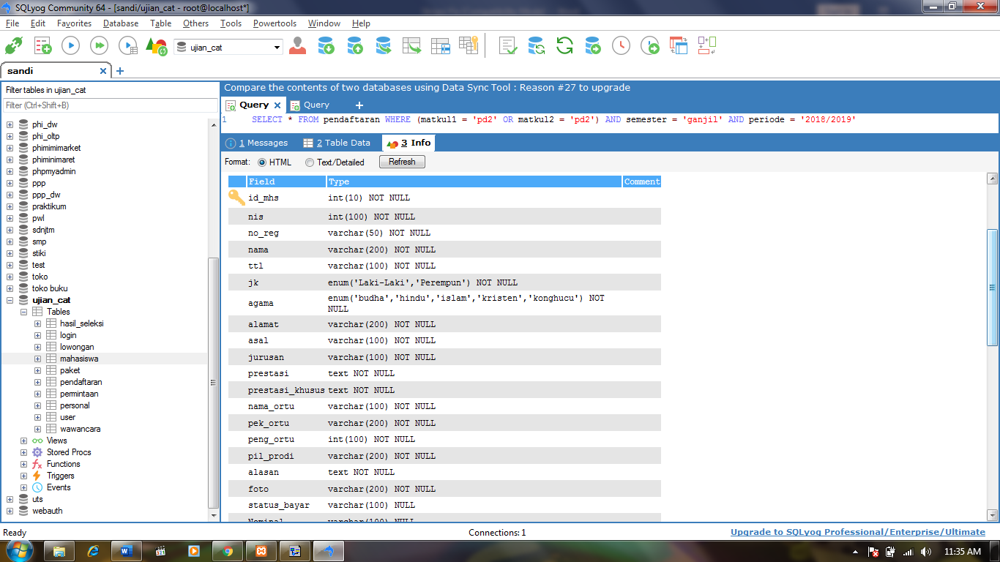 SQLyog Community 64 - [sandi/ujian_cat - root@localhost*]
File Edit Favorites Database Table Others Tools Powertools Window Help
ujian_cat
sandi
Filter tables in ujian_cat
Filter (Ctrl+Shift+B)
phi_dw
phi_oltp
phimimimarket
phiminimaret
phpmyadmin
ppp
ppp_dw
praktikum
pwl
sdnjtm
smp
stiki
test
toko
toko buku
ujian_cat
Tables
hasil_seleksi
login
lowongan
mahasiswa
paket
pendaftaran
permintaan
personal
user
wawancara
Views
Stored Procs
Functions
Triggers
Events
uts
webauth
Compare the contents of two databases using Data Sync Tool : Reason #27 to upgrade
Query Query
1 SELECT * FROM pendaftaran WHERE (matkul1 = 'pd2' OR matkul2 = 'pd2') AND semester = 'ganjil' AND periode = '2018/2019'
1 Messages 2 Table Data 3 Info
Format: HTML Text/Detailed Refresh
Field Type Comment
id_mhs int(10) NOT NULL
nis int(100) NOT NULL
no_reg varchar(50) NOT NULL
nama varchar(200) NOT NULL
ttl varchar(100) NOT NULL
jk enum('Laki-Laki','Perempun') NOT NULL
agama enum('budha','hindu','islam','kristen','konghucu') NOT
NULL
alamat varchar(200) NOT NULL
asal varchar(100) NOT NULL
jurusan varchar(100) NOT NULL
prestasi text NOT NULL
prestasi_khusus text NOT NULL
nama_ortu varchar(100) NOT NULL
pek_ortu varchar(200) NOT NULL
peng_ortu int(100) NOT NULL
pil_prodi varchar(200) NOT NULL
alasan text NOT NULL
foto varchar(200) NOT NULL
status_bayar varchar(100) NULL
Nominal varchar(100) NULL
Ready Connections: 1 Upgrade to SQLyog Professional/Enterprise/Ultimate
11:35 AM